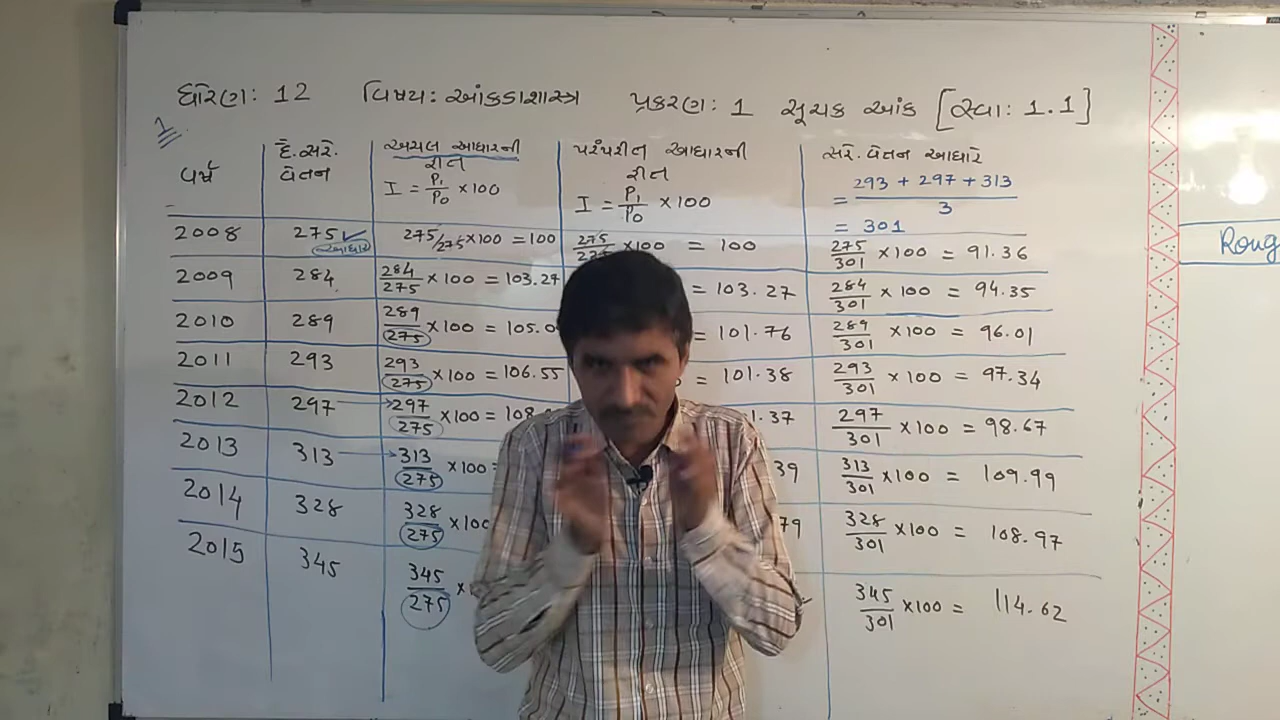 ધોરણ: 12 વિષય: આંકડાશાસ્ત્ર પ્રકરણ: 1 સૂચક આંક [સ્વા: 1.1]
1
વર્ષ
દૈ. સરે.
વેતન
અચલ આધારની
રીત
I = P₁/P₀ × 100
પરંપરીત આધારની
રીત
I = P₁/P₀ × 100
સરે. વેતન આધારે
= 293 + 297 + 313 / 3
= 301
2008 275 ✓ 275/275 × 100 = 100 275/ × 100 = 100 275/301 × 100 = 91.36
આધાર
2009 284 284/275 × 100 = 103.27 = 103.27 284/301 × 100 = 94.35
2010 289 289/275 × 100 = 105.0 = 101.76 289/301 × 100 = 96.01
2011 293 293/275 × 100 = 106.55 = 101.38 293/301 × 100 = 97.34
2012 297 297/275 × 100 = 108. 1.37 297/301 × 100 = 98.67
2013 313 313/275 × 100 = 39 313/301 × 100 = 109.99
2014 328 328/275 × 100 79 328/301 × 100 = 108.97
2015 345 345/275 × 345/301 × 100 = 114.62
Roug